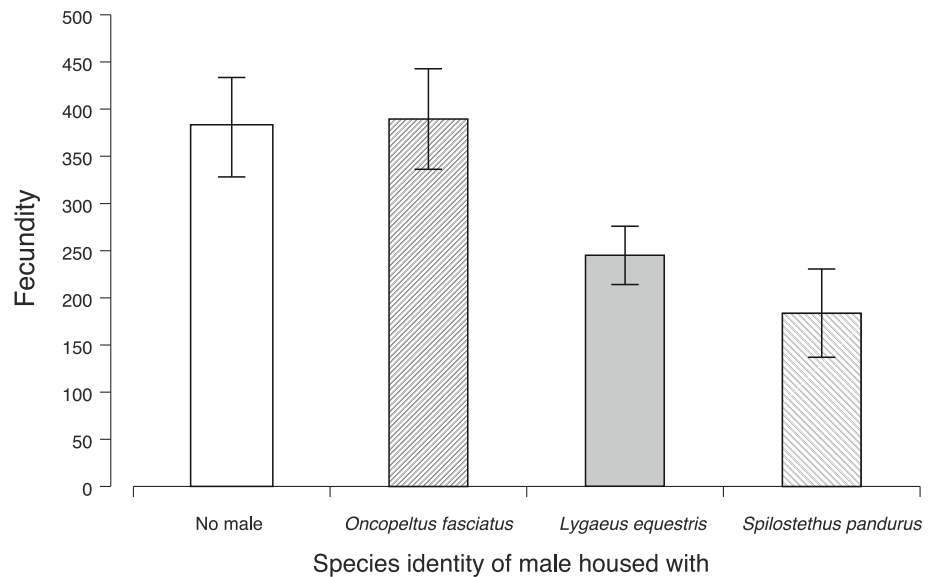 500
450
400
350
300
250
200
150
100
50
0
Fecundity
No male
Oncopeltus fasciatus
Lygaeus equestris
Spilostethus pandurus
Species identity of male housed with